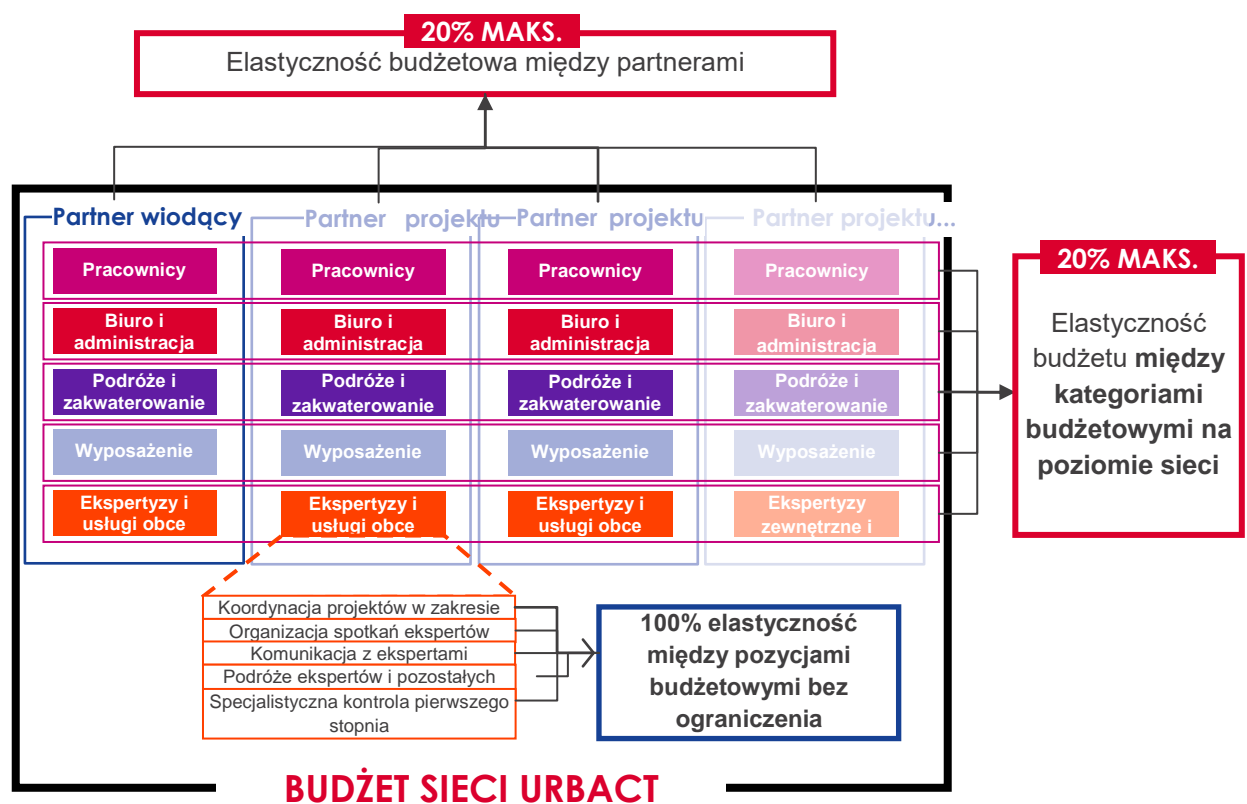 20% MAKS.
Elastyczność budżetowa między partnerami
Partner wiodący
Partner projektu
Partner projektu
Partner projektu...
Pracownicy
Pracownicy
Pracownicy
Pracownicy
Biuro i
administracja
Biuro i
administracja
Biuro i
administracja
Biuro i
administracja
Podróże i
zakwaterowanie
Podróże i
zakwaterowanie
Podróże i
zakwaterowanie
Podróże i
zakwaterowanie
Wyposażenie
Wyposażenie
Wyposażenie
Wyposażenie
Ekspertyzy i
usługi obce
Ekspertyzy i
usługi obce
Ekspertyzy i
usługi obce
Ekspertyzy
zewnętrzne i
20% MAKS.
Elastyczność
budżetu między
kategoriami
budżetowymi na
poziomie sieci
Koordynacja projektów w zakresie
Organizacja spotkań ekspertów
Komunikacja z ekspertami
Podróże ekspertów i pozostałych
Specjalistyczna kontrola pierwszego
stopnia
100% elastyczność
między pozycjami
budżetowymi bez
ograniczenia
BUDŻET SIECI URBACT